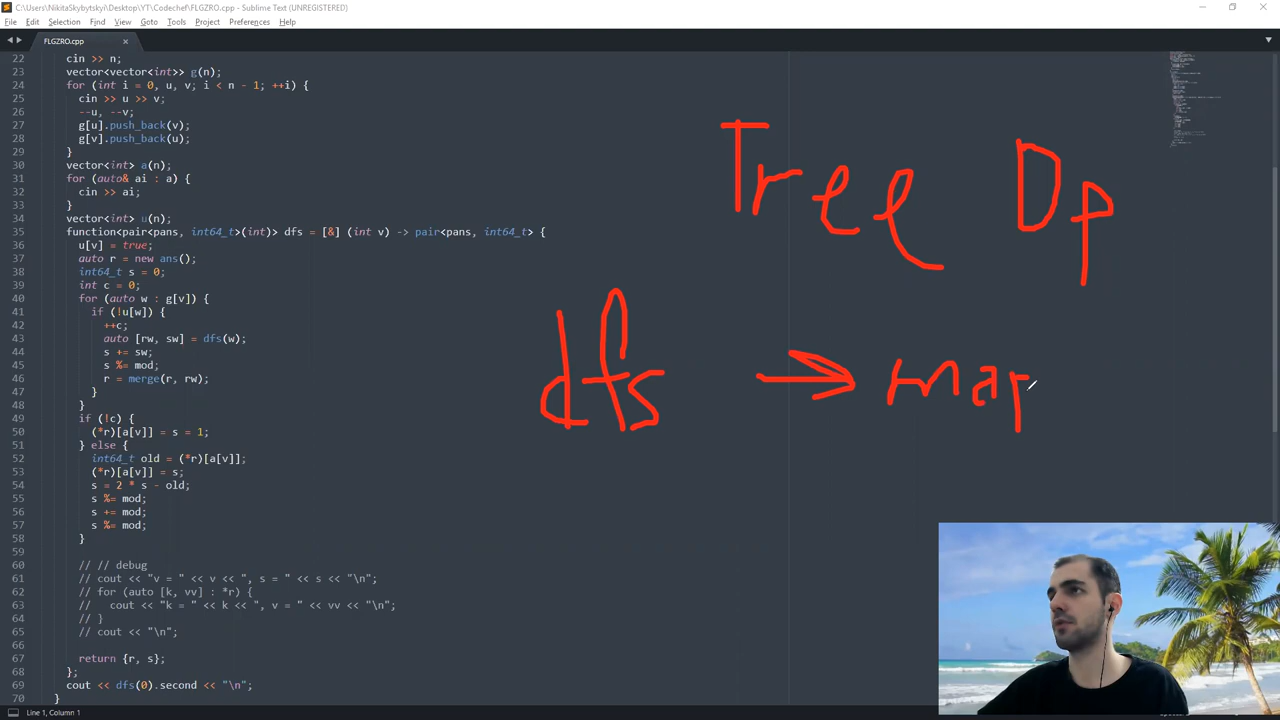 C:\Users\NikitaSkybytskyi\Desktop\YT\Codechef\FLGZRO.cpp - Sublime Text (UNREGISTERED)
File Edit Selection Find View Goto Tools Project Preferences Help
FLGZRO.cpp
22 cin >> n;
23 vector<vector<int>> g(n);
24 for (int i = 0, u, v; i < n - 1; ++i) {
25 cin >> u >> v;
26 --u, --v;
27 g[u].push_back(v);
28 g[v].push_back(u);
29 }
30 vector<int> a(n);
31 for (auto& ai : a) {
32 cin >> ai;
33 }
34 vector<int> u(n);
35 function<pair<pans, int64_t>(int)> dfs = [&] (int v) -> pair<pans, int64_t> {
36 u[v] = true;
37 auto r = new ans();
38 int64_t s = 0;
39 int c = 0;
40 for (auto w : g[v]) {
41 if (!u[w]) {
42 ++c;
43 auto [rw, sw] = dfs(w);
44 s += sw;
45 s %= mod;
46 r = merge(r, rw);
47 }
48 }
49 if (!c) {
50 (*r)[a[v]] = s = 1;
51 } else {
52 int64_t old = (*r)[a[v]];
53 (*r)[a[v]] = s;
54 s = 2 * s - old;
55 s %= mod;
56 s += mod;
57 s %= mod;
58 }
59
60 // // debug
61 // cout << "v = " << v << ", s = " << s << "\n";
62 // for (auto [k, vv] : *r) {
63 // cout << "k = " << k << ", v = " << vv << "\n";
64 // }
65 // cout << "\n";
66
67 return {r, s};
68 };
69 cout << dfs(0).second << "\n";
70 }
Tree Dp
dfs → map
Line 1, Column 1